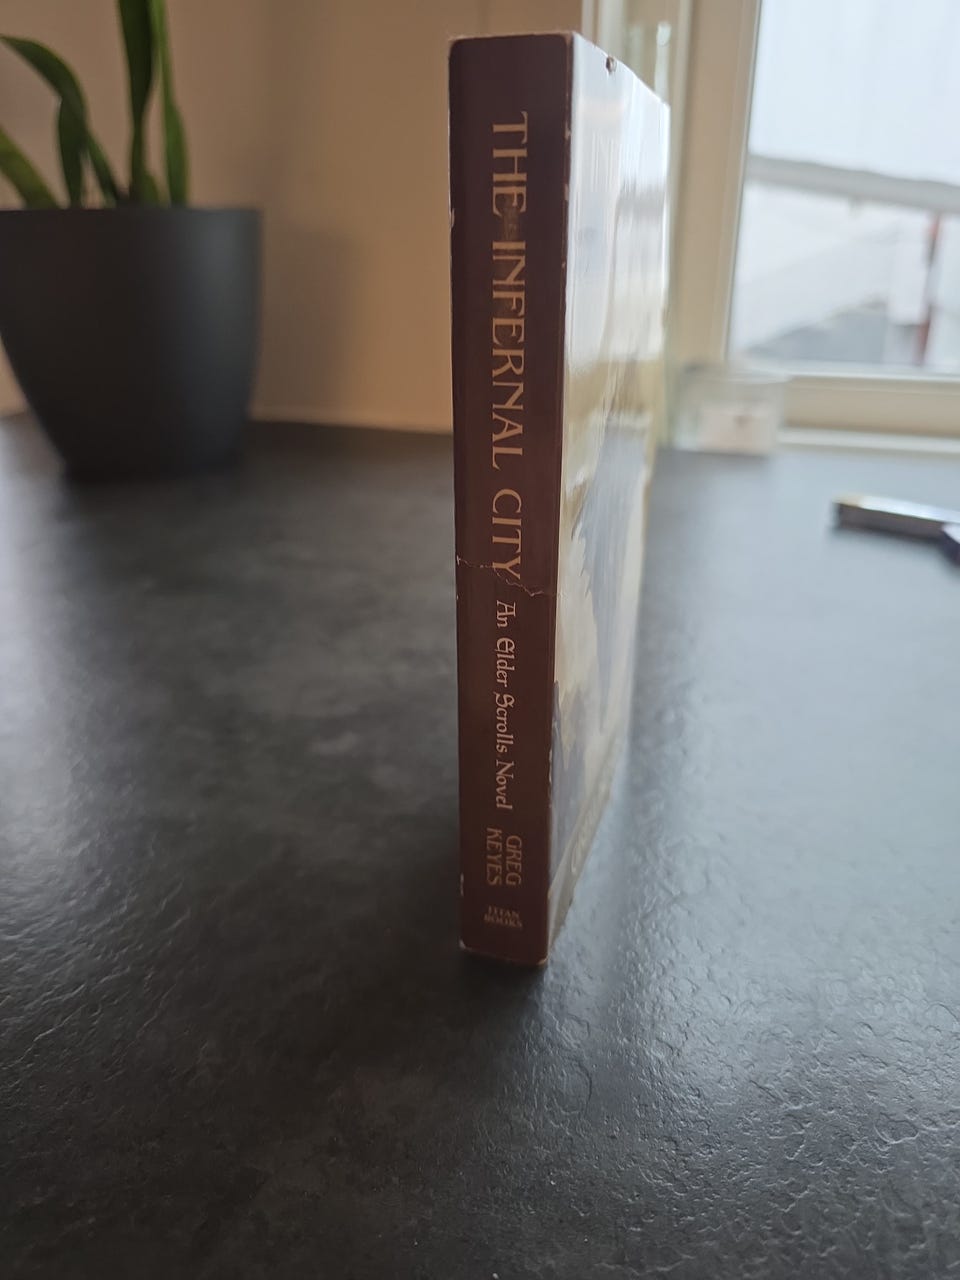 THE INFERNAL CITY
An Elder Scrolls Novel
GREG
KEYES
TITAN
BOOKS